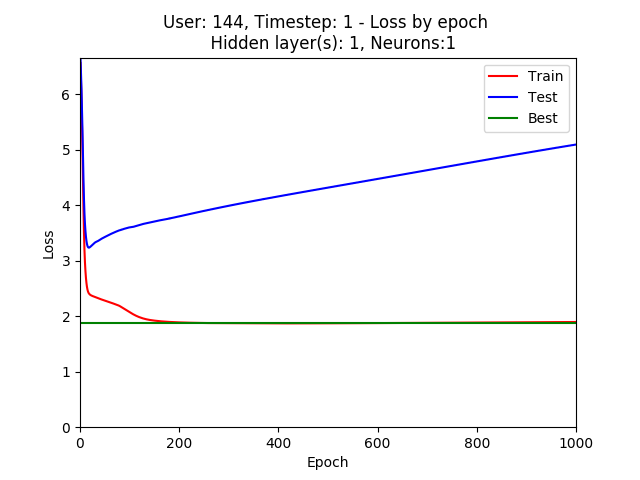 User: 144, Timestep: 1 - Loss by epoch
Hidden layer(s): 1, Neurons:1
Train
Test
Best
6
5
4
3
2
1
0
Loss
0 200 400 600 800 1000
Epoch